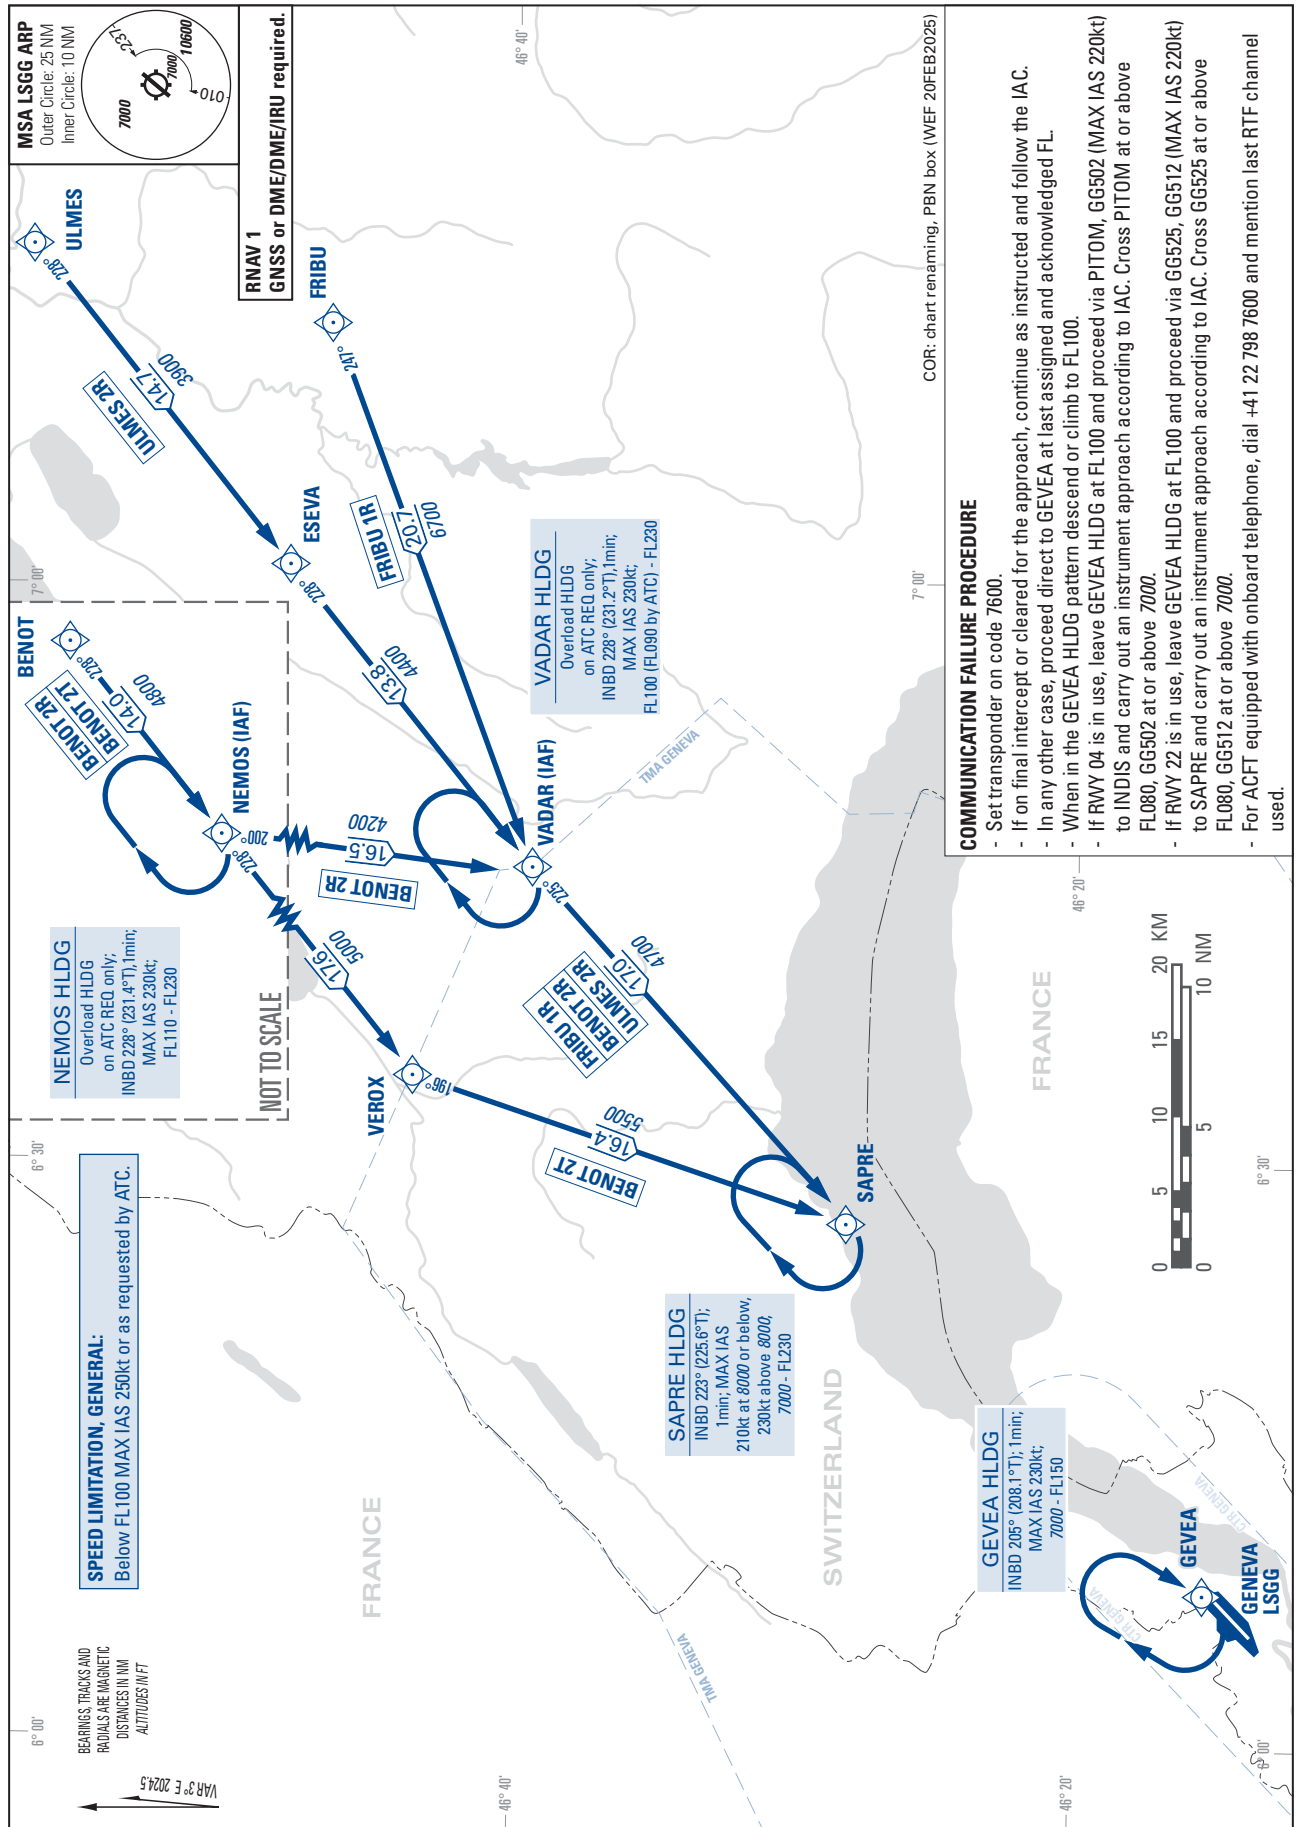 BEARINGS, TRACKS AND
RADIALS ARE MAGNETIC
DISTANCES IN NM
ALTITUDES IN FT
VAR 3° E 2024.5
SPEED LIMITATION, GENERAL:
Below FL100 MAX IAS 250kt or as requested by ATC.
NEMOS HLDG
Overload HLDG
on ATC REQ only;
INBD 228° (231.4°T),1min;
MAX IAS 230kt;
FL110 - FL230
NOT TO SCALE
MSA LSGG ARP
Outer Circle: 25 NM
Inner Circle: 10 NM
7000
237
7000
10600
010
RNAV 1
GNSS or DME/DME/IRU required.
6° 00'
6° 30'
7° 00'
46° 40'
BENOT
228°
14.0
4800
BENOT 2R
BENOT 2T
NEMOS (IAF)
228°
200°
17.6
5000
16.5
4200
BENOT 2R
ULMES
228°
14.7
3900
ULMES 2R
ESEVA
228°
13.8
4400
FRIBU
247°
20.7
6700
FRIBU 1R
VEROX
196°
16.4
5500
BENOT 2T
VADAR (IAF)
225°
17.0
4700
FRIBU 1R
BENOT 2R
ULMES 2R
VADAR HLDG
Overload HLDG
on ATC REQ only;
INBD 228° (231.2°T),1min;
MAX IAS 230kt;
FL100 (FL090 by ATC) - FL230
TMA GENEVA
SAPRE
SAPRE HLDG
INBD 223° (225.6°T);
1min; MAX IAS
210kt at 8000 or below,
230kt above 8000;
7000 - FL230
FRANCE
SWITZERLAND
FRANCE
TMA GENEVA
GEVEA HLDG
INBD 205° (208.1°T); 1min;
MAX IAS 230kt;
7000 - FL150
CTR GENEVA
CTR GENEVA
GEVEA
GENEVA
LSGG
46° 40'
46° 20'
46° 20'
6° 00'
6° 30'
7° 00'
0 5 10 15 20 KM
0 5 10 NM
COR: chart renaming, PBN box (WEF 20FEB2025)
COMMUNICATION FAILURE PROCEDURE
- Set transponder on code 7600.
- If on final intercept or cleared for the approach, continue as instructed and follow the IAC.
- In any other case, proceed direct to GEVEA at last assigned and acknowledged FL.
- When in the GEVEA HLDG pattern descend or climb to FL100.
- If RWY 04 is in use, leave GEVEA HLDG at FL100 and proceed via PITOM, GG502 (MAX IAS 220kt)
to INDIS and carry out an instrument approach according to IAC. Cross PITOM at or above
FL080, GG502 at or above 7000.
- If RWY 22 is in use, leave GEVEA HLDG at FL100 and proceed via GG525, GG512 (MAX IAS 220kt)
to SAPRE and carry out an instrument approach according to IAC. Cross GG525 at or above
FL080, GG512 at or above 7000.
- For ACFT equipped with onboard telephone, dial +41 22 798 7600 and mention last RTF channel
used.